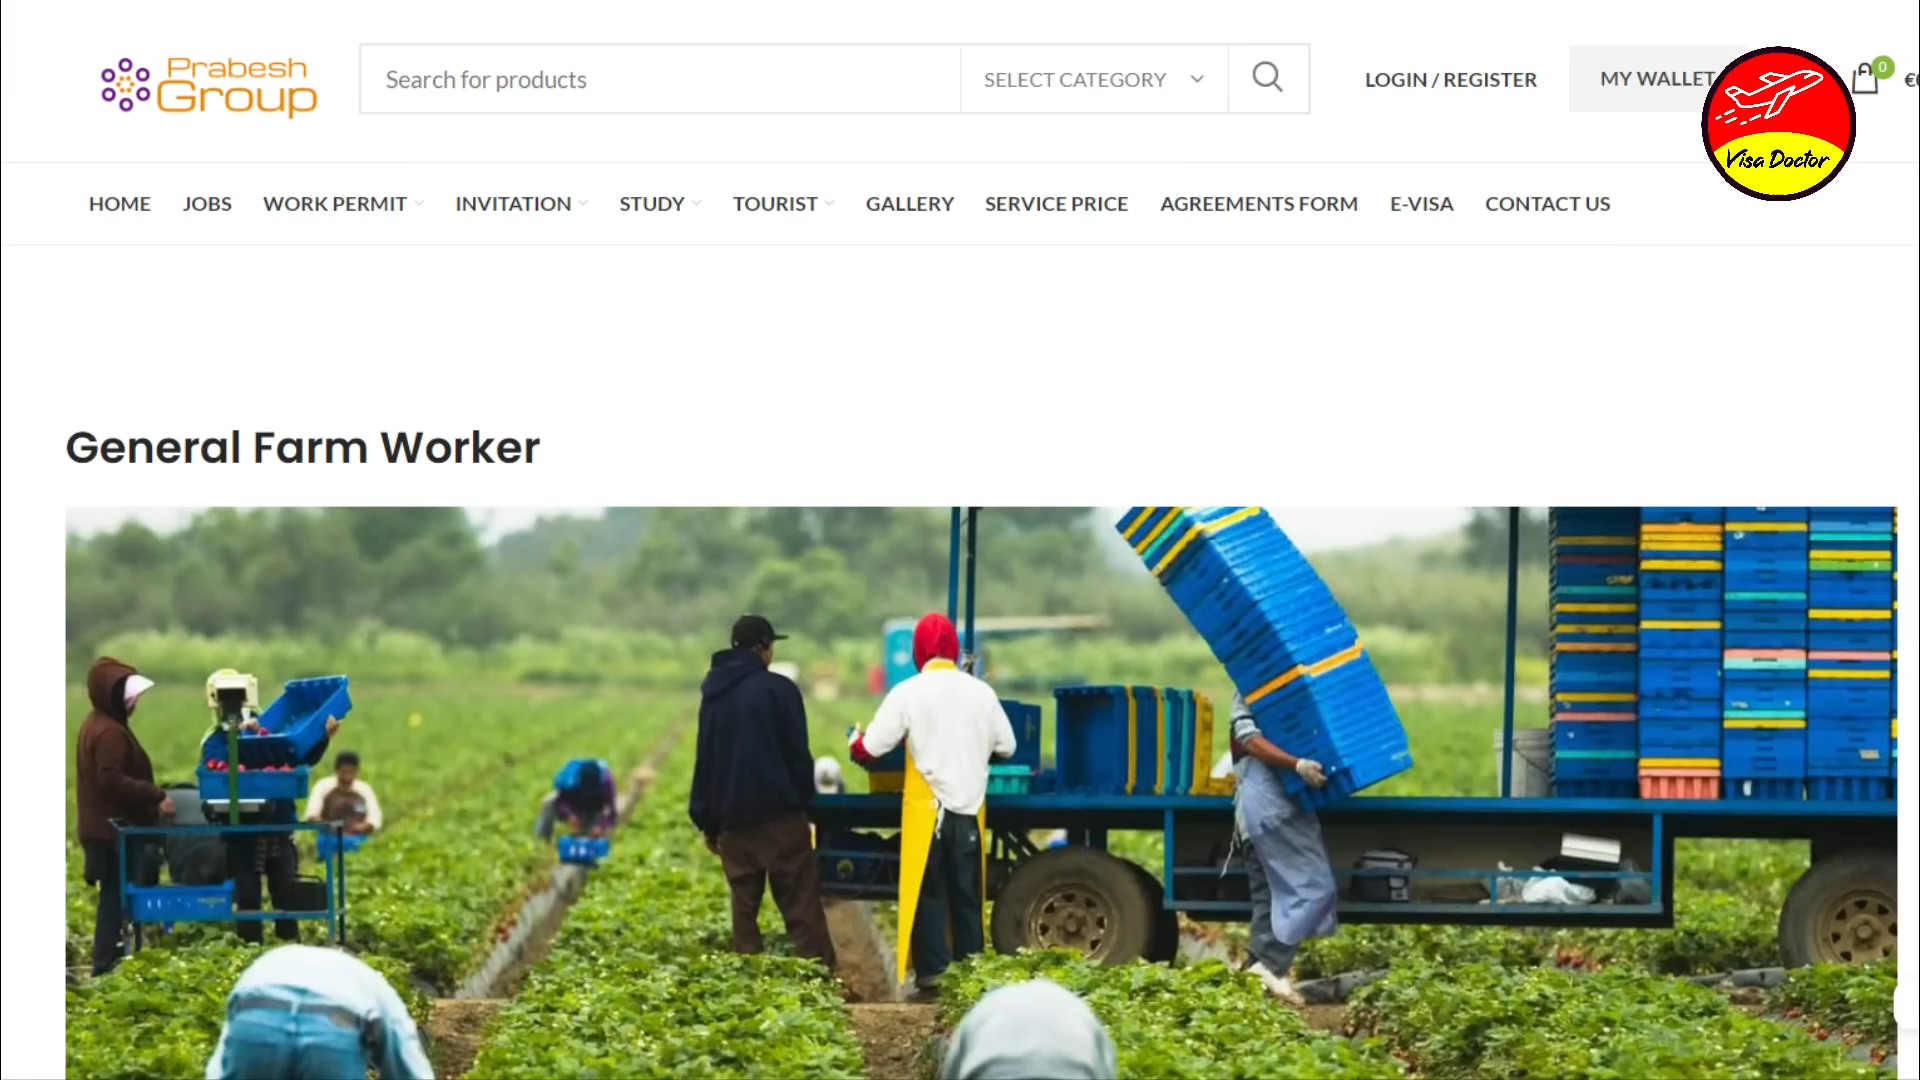 Prabesh
Group
Search for products
SELECT CATEGORY
LOGIN / REGISTER
MY WALLET
0
Visa Doctor
HOME JOBS WORK PERMIT INVITATION STUDY TOURIST GALLERY SERVICE PRICE AGREEMENTS FORM E-VISA CONTACT US
General Farm Worker